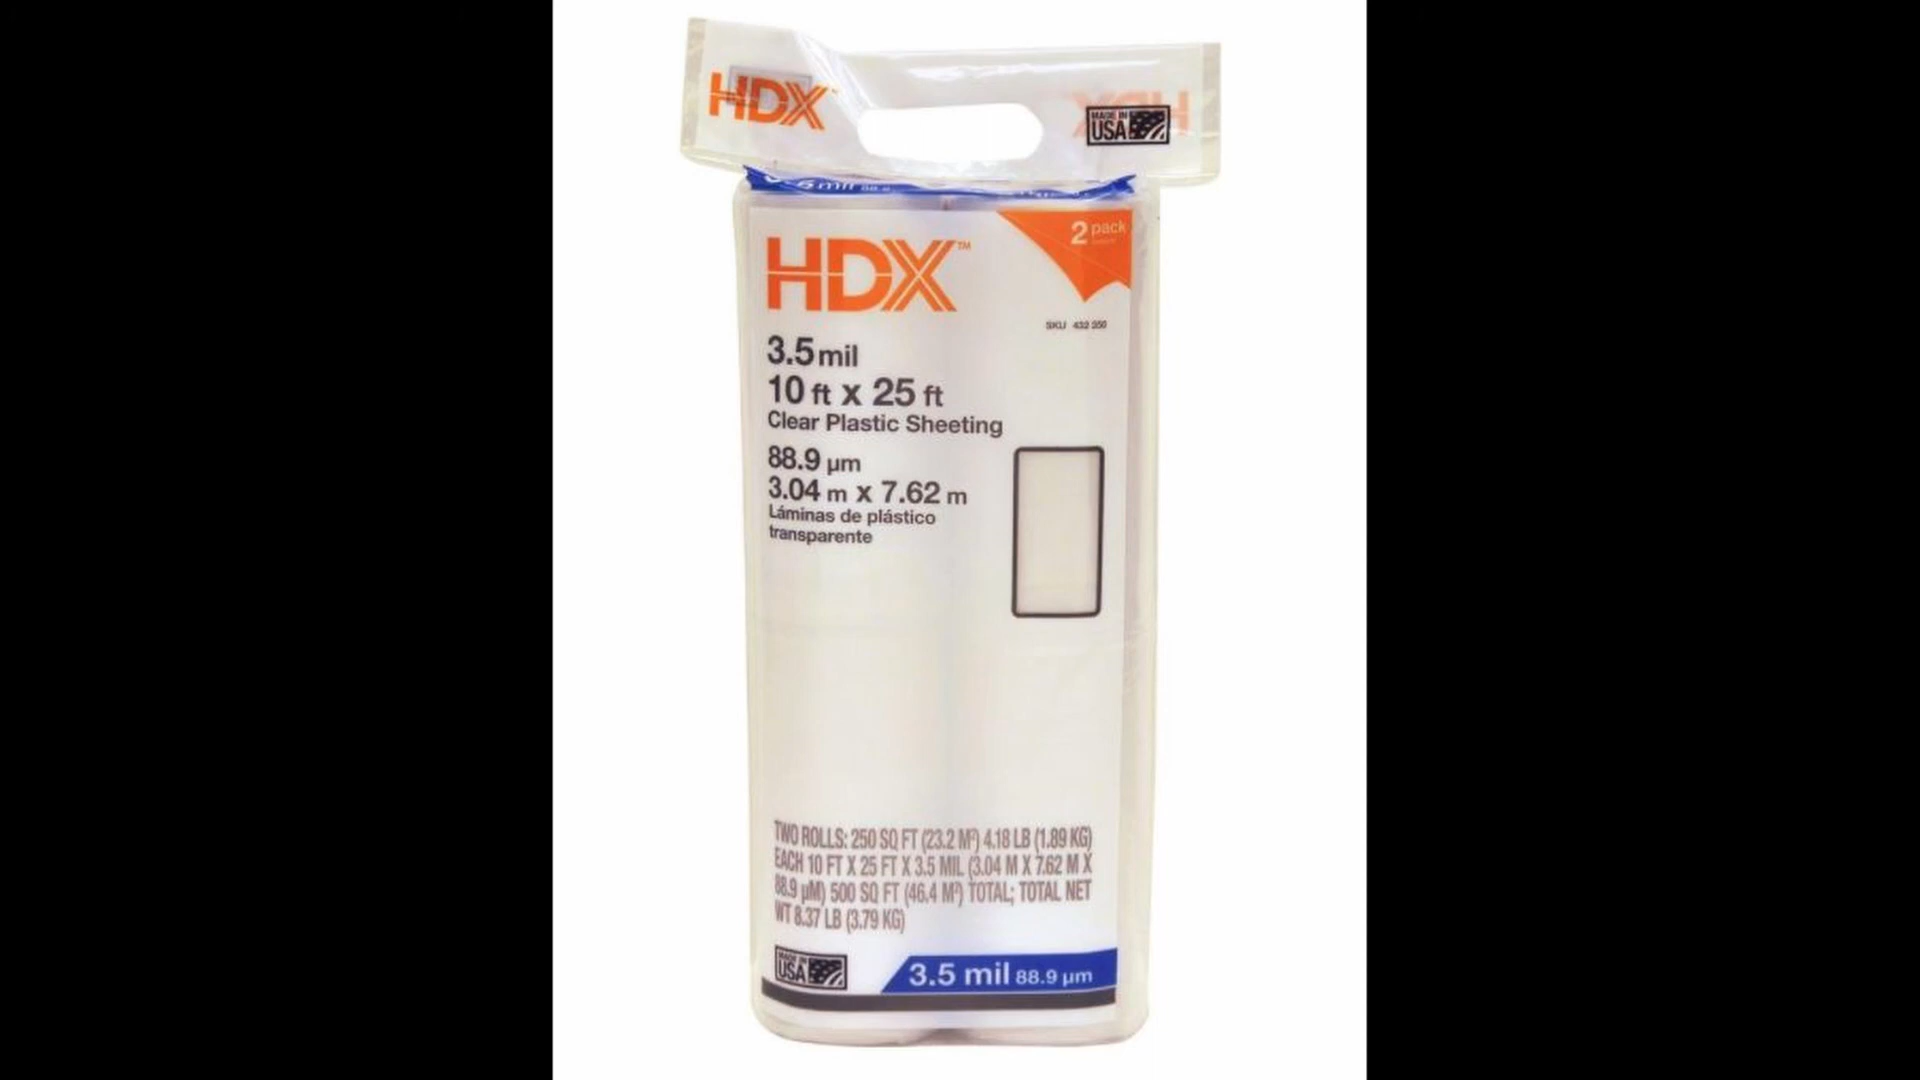 HDX
MADE IN
USA
5 mil
HDX™
2 pack
SKU 432 350
3.5 mil
10 ft x 25 ft
Clear Plastic Sheeting
88.9 µm
3.04 m x 7.62 m
Láminas de plástico
transparente
TWO ROLLS: 250 SQ FT (23.2 M²) 4.18 LB (1.89 KG)
EACH 10 FT X 25 FT X 3.5 MIL (3.04 M X 7.62 M X
88.9 µM) 500 SQ FT (46.4 M²) TOTAL; TOTAL NET
WT 8.37 LB (3.79 KG)
MADE IN
USA
3.5 mil 88.9 µm